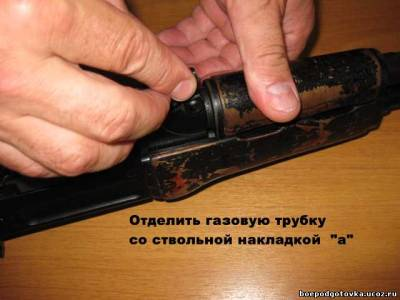 Отделить газовую трубку
со ствольной накладкой "а"
boepodgotovka.ucoz.ru